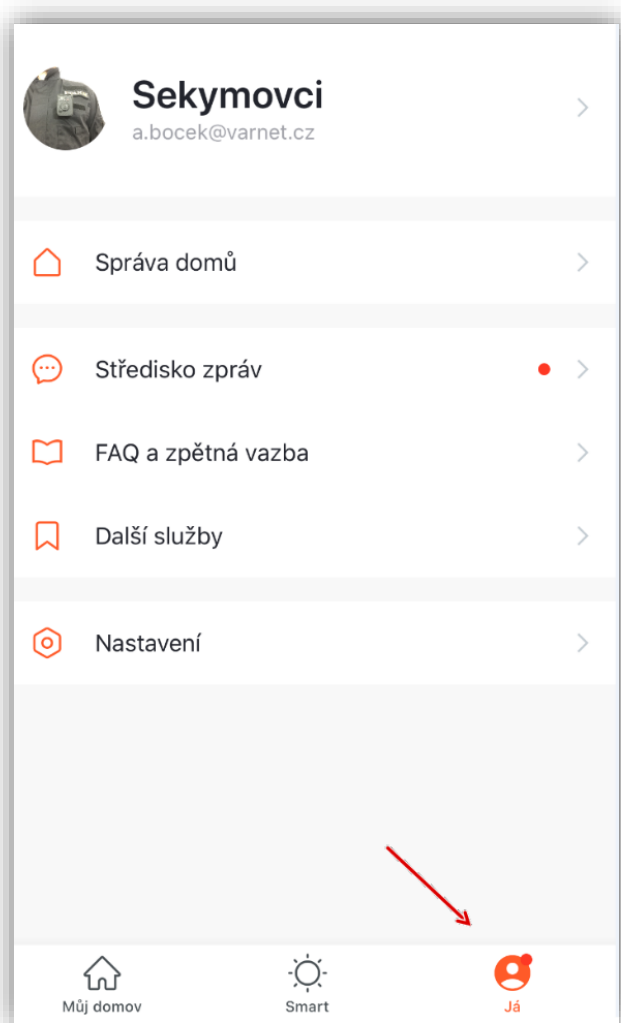 Sekymovci
a.bocek@varnet.cz
Správa domů
Středisko zpráv
FAQ a zpětná vazba
Další služby
Nastavení
Můj domov
Smart
Já